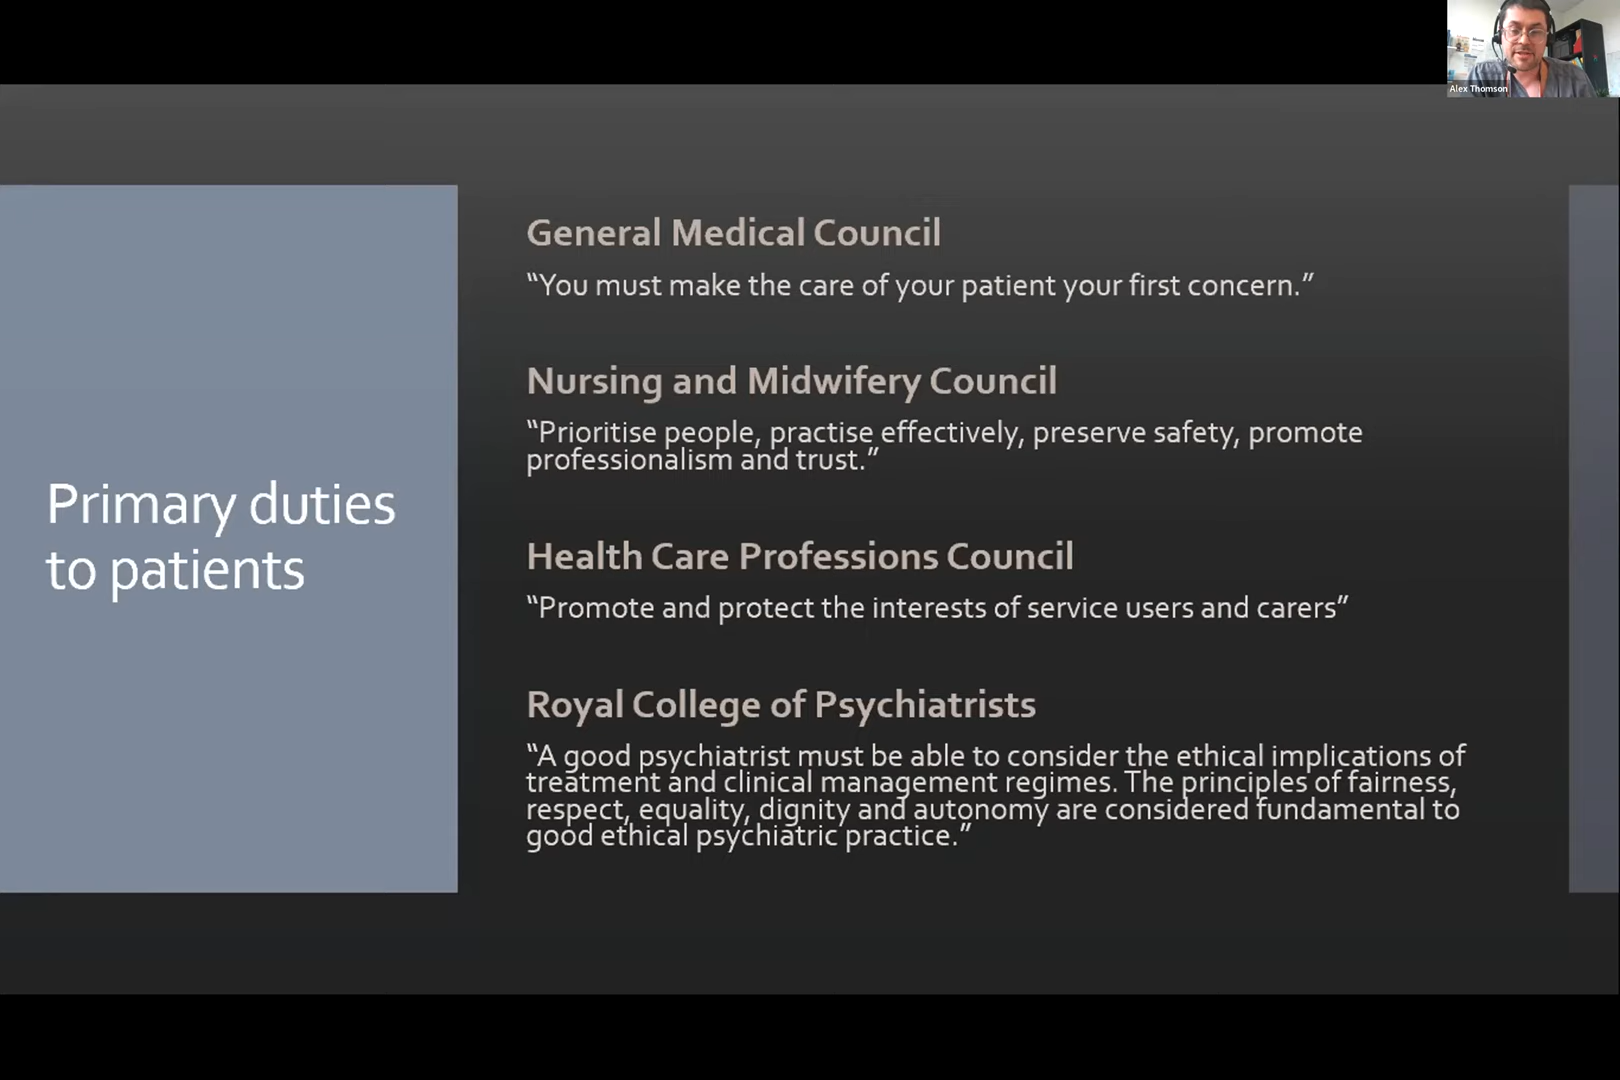 Alex Thomson
Primary duties
to patients
General Medical Council
“You must make the care of your patient your first concern.”
Nursing and Midwifery Council
“Prioritise people, practise effectively, preserve safety, promote
professionalism and trust.”
Health Care Professions Council
“Promote and protect the interests of service users and carers”
Royal College of Psychiatrists
“A good psychiatrist must be able to consider the ethical implications of
treatment and clinical management regimes. The principles of fairness,
respect, equality, dignity and autonomy are considered fundamental to
good ethical psychiatric practice.”